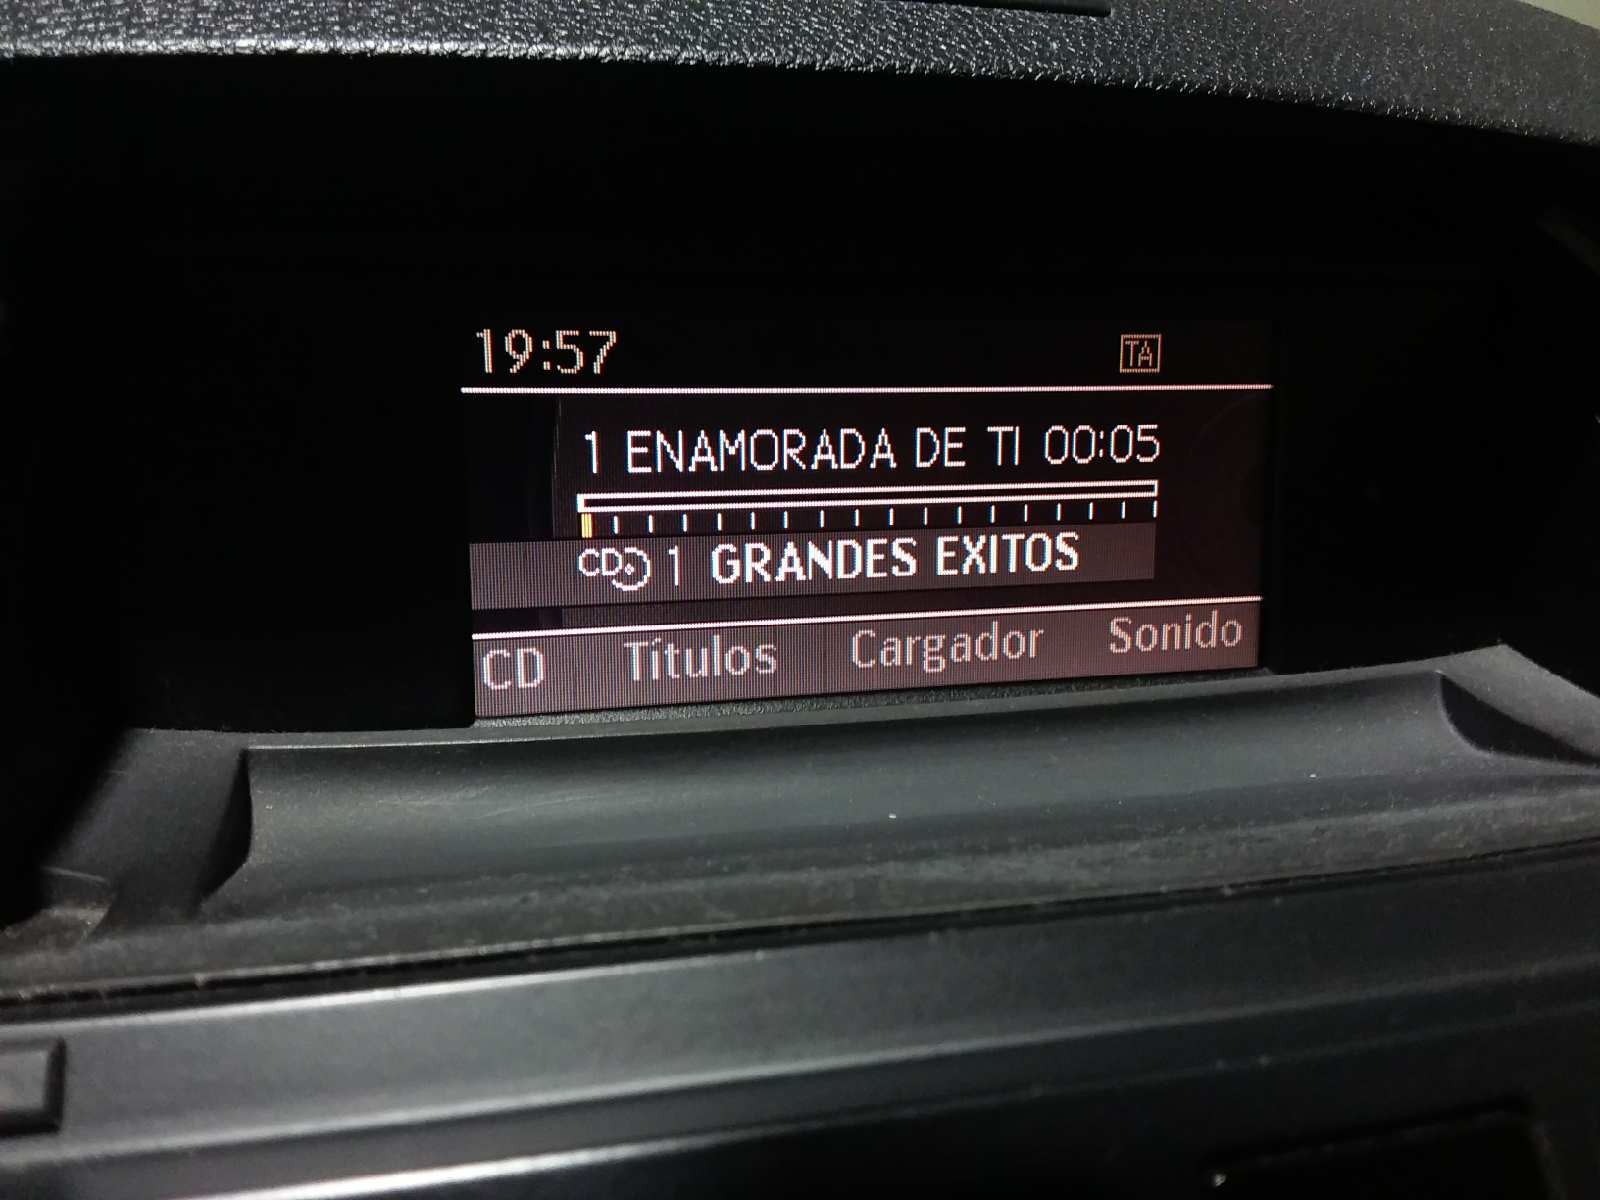 19:57 TA
1 ENAMORADA DE TI 00:05
CD 1 GRANDES EXITOS
CD Títulos Cargador Sonido